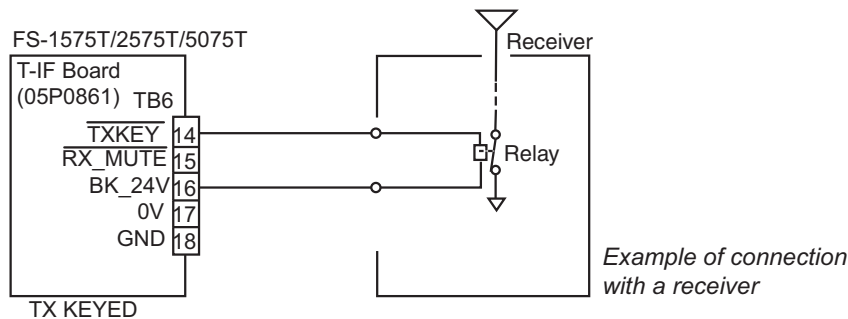 FS-1575T/2575T/5075T
Receiver
T-IF Board
(05P0861) TB6
TXKEY 14
RX_MUTE 15
Relay
BK_24V 16
0V 17
GND 18
Example of connection
with a receiver
TX KEYED